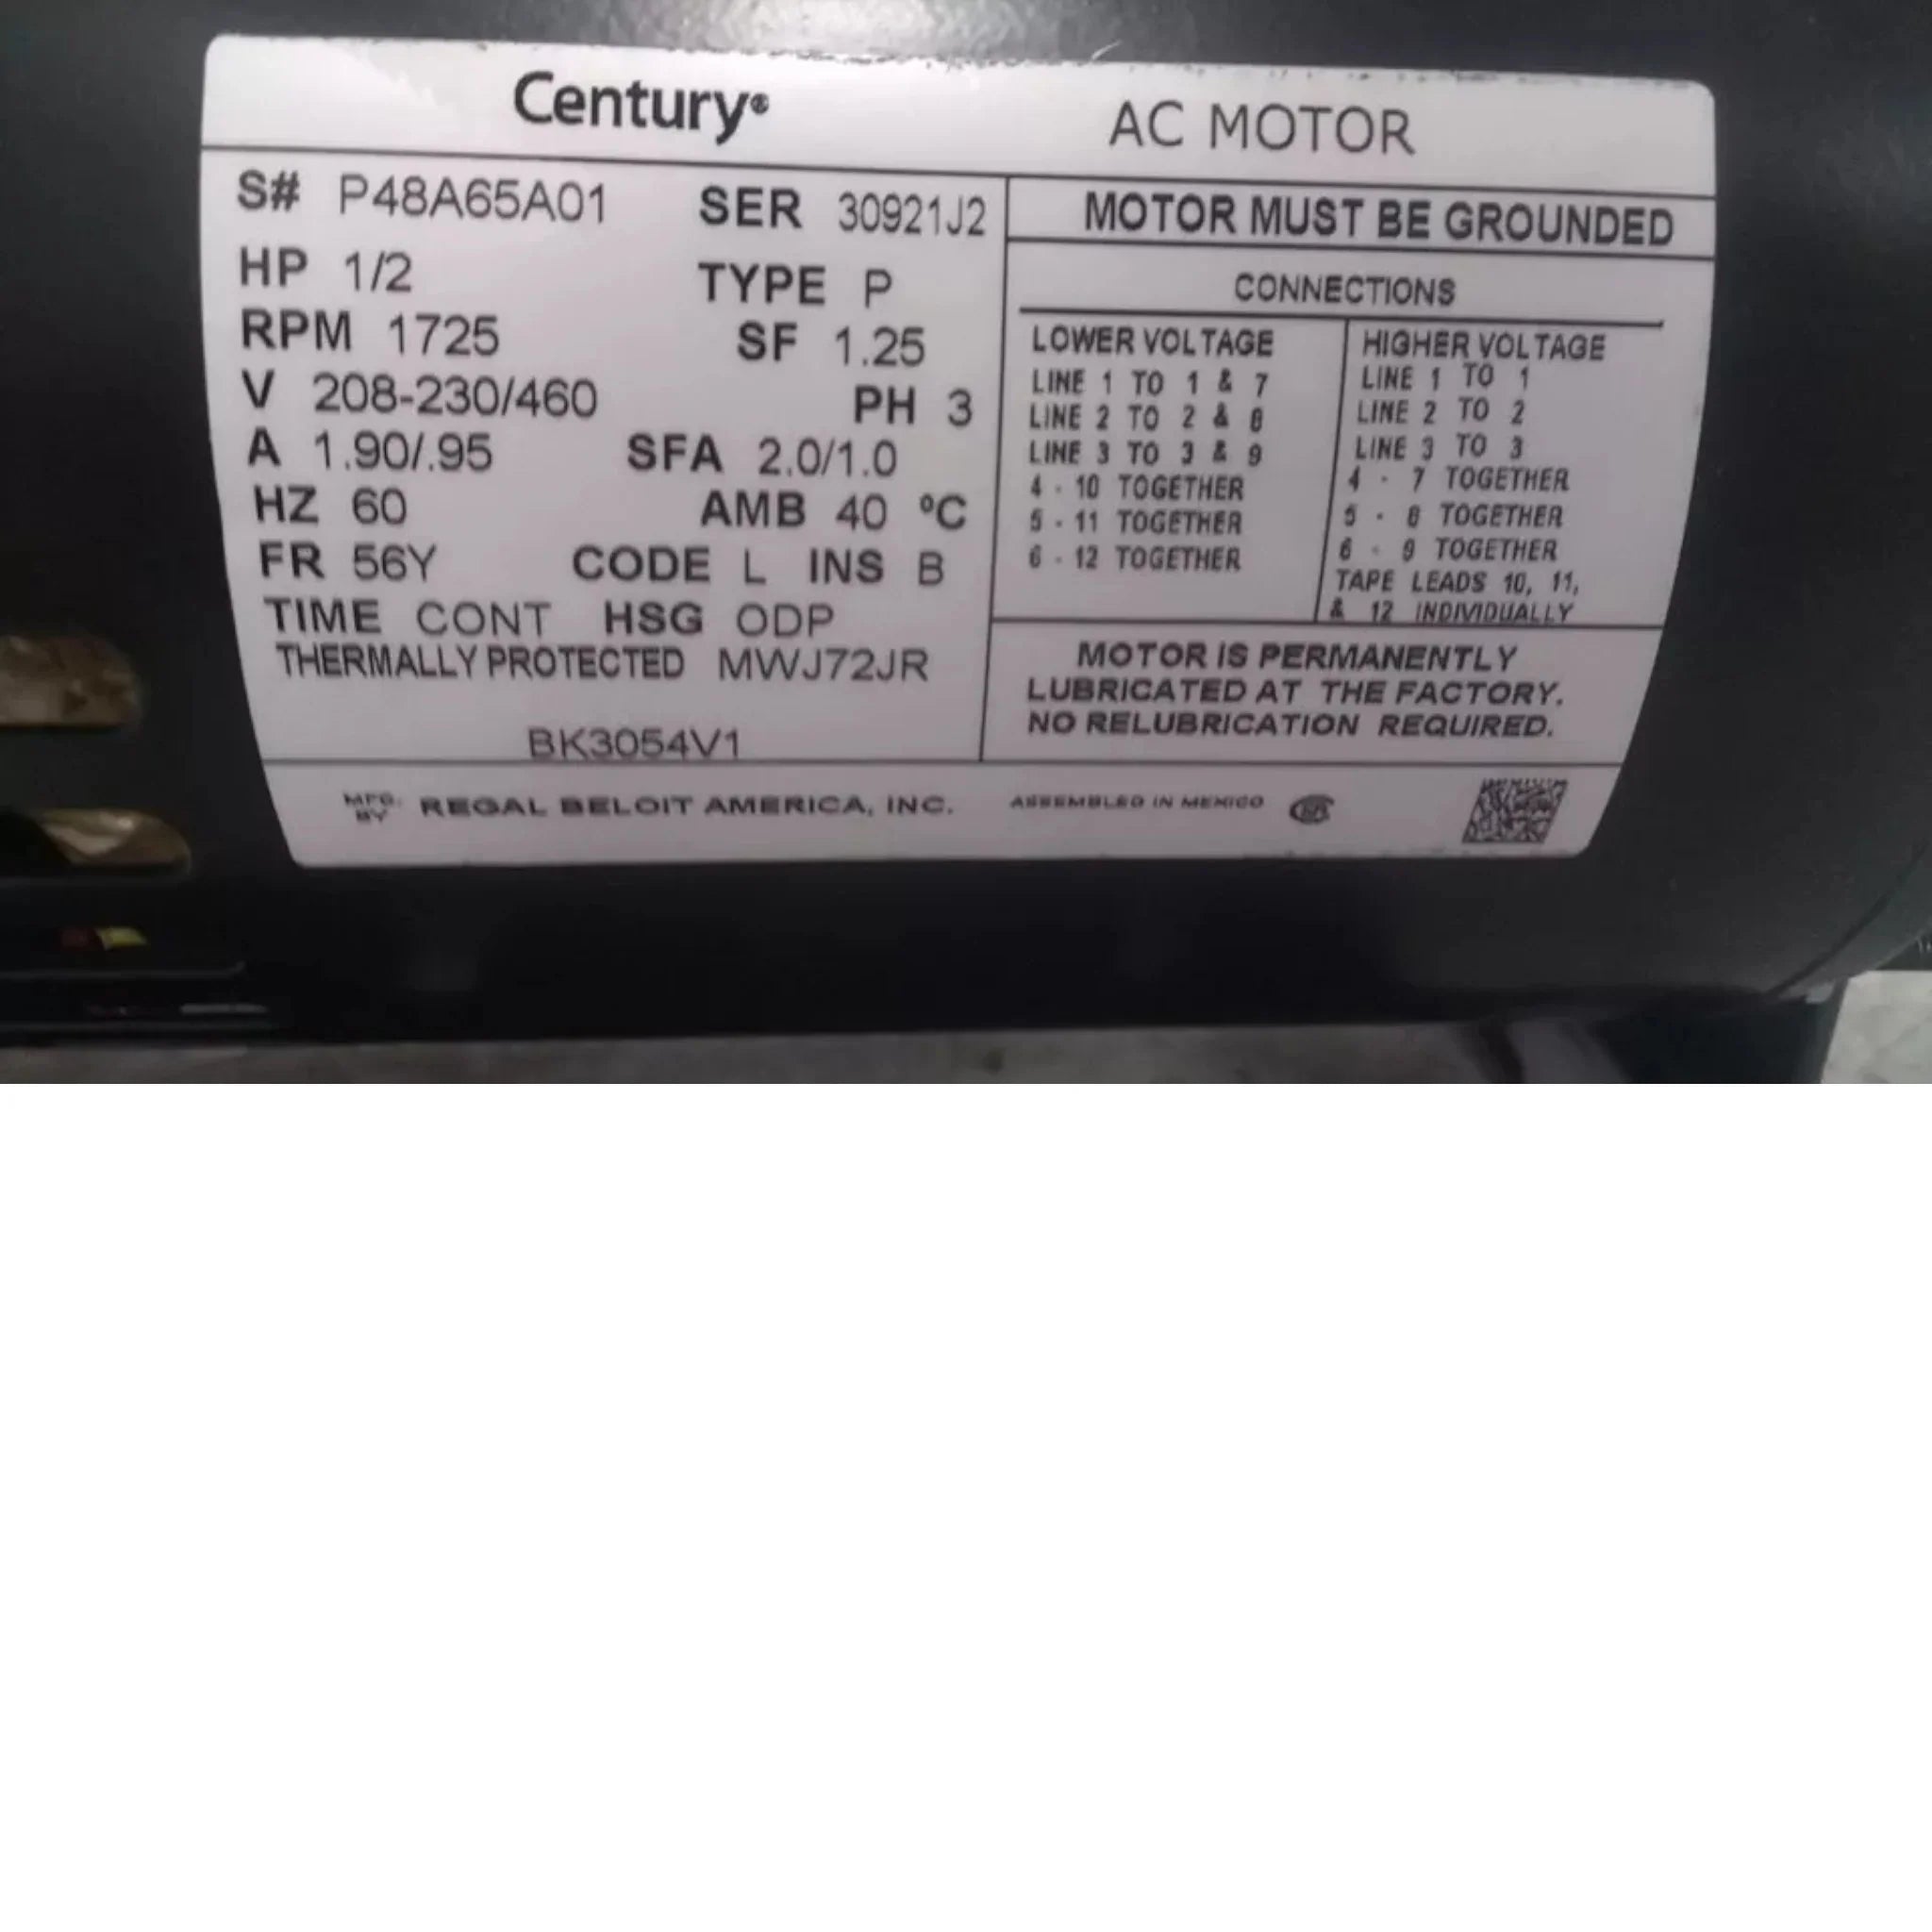 Century®
AC MOTOR
S# P48A65A01 SER 30921J2
HP 1/2 TYPE P
RPM 1725 SF 1.25
V 208-230/460 PH 3
A 1.90/.95 SFA 2.0/1.0
HZ 60 AMB 40 ºC
FR 56Y CODE L INS B
TIME CONT HSG ODP
THERMALLY PROTECTED MWJ72JR
BK3054V1
MOTOR MUST BE GROUNDED
CONNECTIONS
LOWER VOLTAGE
LINE 1 TO 1 & 7
LINE 2 TO 2 & 8
LINE 3 TO 3 & 9
4 - 10 TOGETHER
5 - 11 TOGETHER
6 - 12 TOGETHER
HIGHER VOLTAGE
LINE 1 TO 1
LINE 2 TO 2
LINE 3 TO 3
4 - 7 TOGETHER
5 - 8 TOGETHER
6 - 9 TOGETHER
TAPE LEADS 10, 11,
& 12 INDIVIDUALLY
MOTOR IS PERMANENTLY
LUBRICATED AT THE FACTORY.
NO RELUBRICATION REQUIRED.
MFG. BY REGAL BELOIT AMERICA, INC. ASSEMBLED IN MEXICO